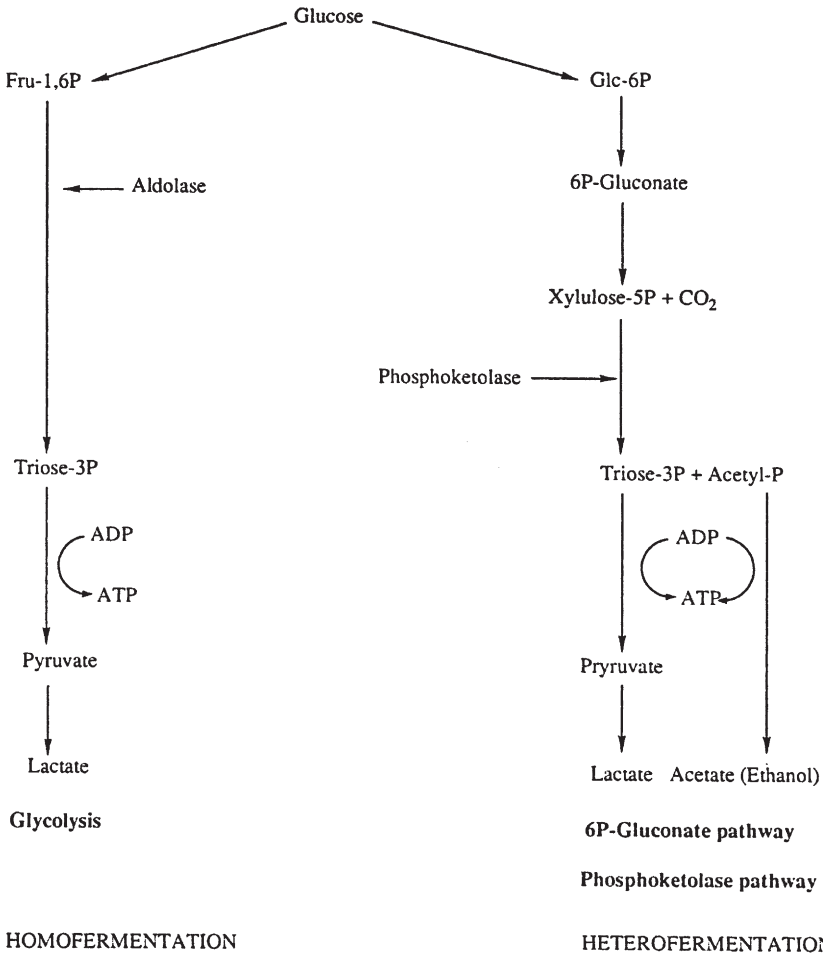 Glucose
Fru-1,6P
Glc-6P
Aldolase
6P-Gluconate
Xylulose-5P + CO₂
Phosphoketolase
Triose-3P
Triose-3P + Acetyl-P
ADP
ADP
ATP
ATP
Pyruvate
Pryruvate
Lactate
Lactate Acetate (Ethanol)
Glycolysis
6P-Gluconate pathway
Phosphoketolase pathway
HOMOFERMENTATION
HETEROFERMENTATION